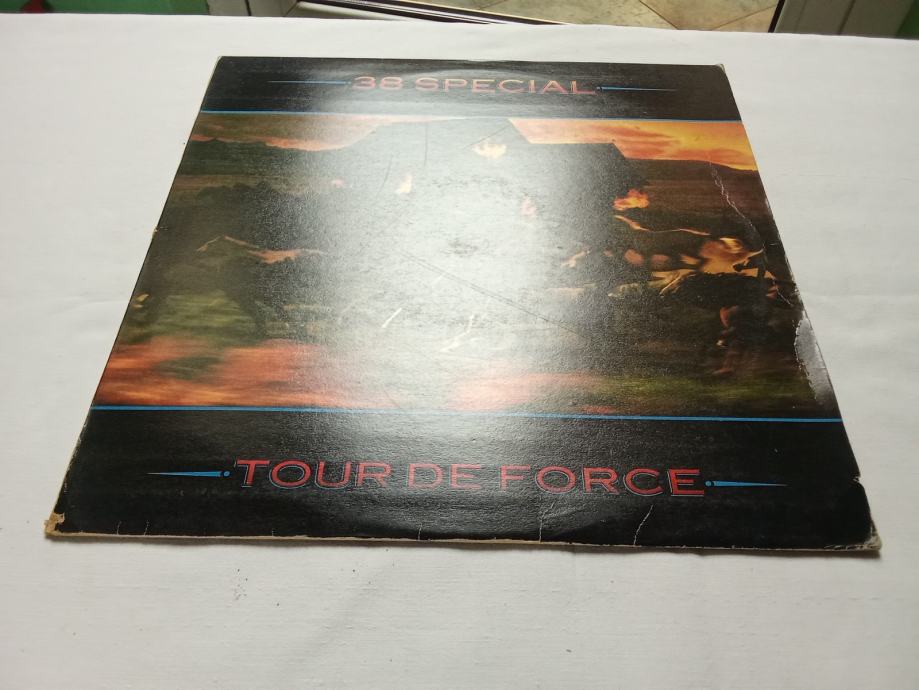 38 SPECIAL
TOUR DE FORCE